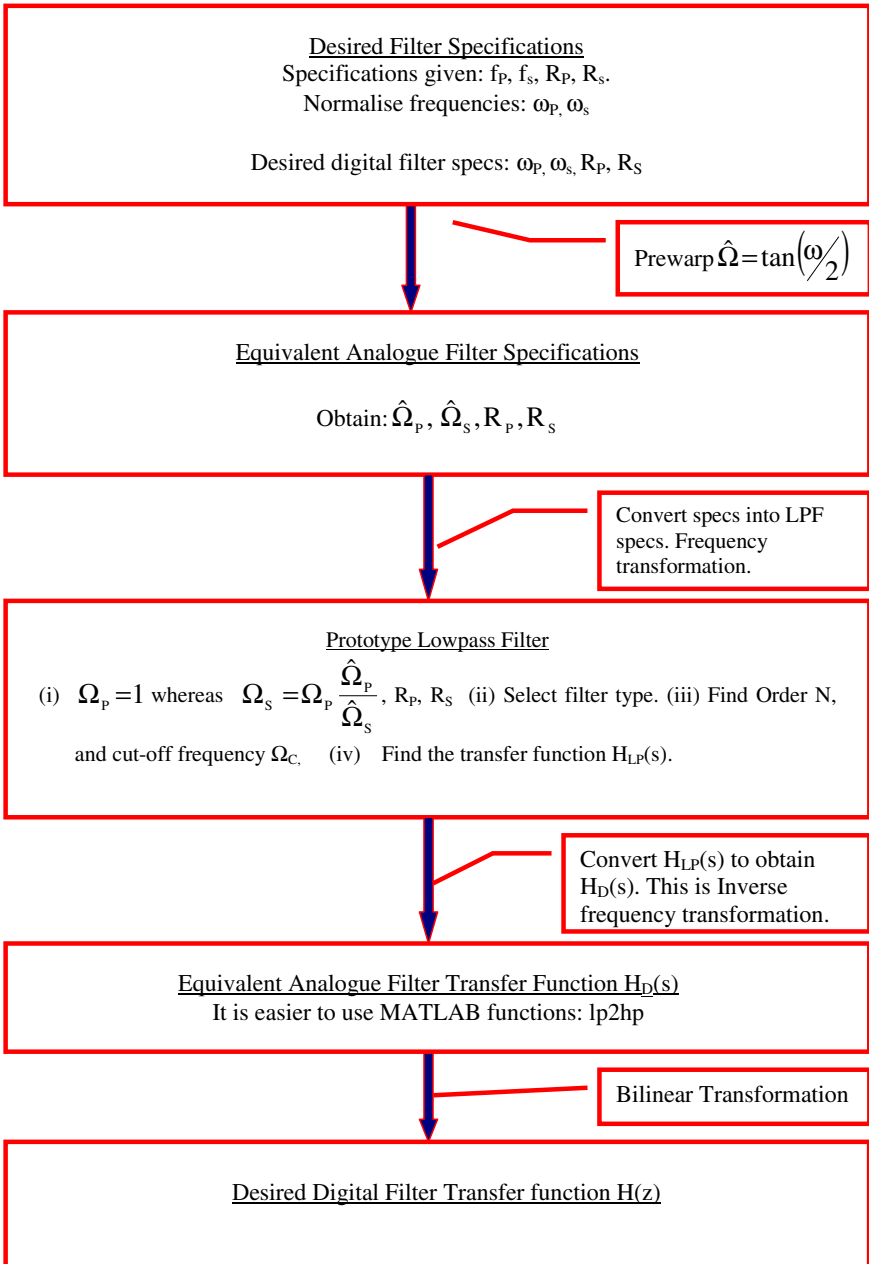 Desired Filter Specifications
Specifications given: fP, fs, RP, Rs.
Normalise frequencies: ωP, ωs
Desired digital filter specs: ωP, ωs, RP, RS
Prewarp Ω̂ = tan(ω/2)
Equivalent Analogue Filter Specifications
Obtain: Ω̂P, Ω̂S, RP, RS
Convert specs into LPF
specs. Frequency
transformation.
Prototype Lowpass Filter
(i) ΩP = 1 whereas ΩS = ΩP Ω̂P/Ω̂S, RP, RS (ii) Select filter type. (iii) Find Order N,
and cut-off frequency ΩC, (iv) Find the transfer function HLP(s).
Convert HLP(s) to obtain
HD(s). This is Inverse
frequency transformation.
Equivalent Analogue Filter Transfer Function HD(s)
It is easier to use MATLAB functions: lp2hp
Bilinear Transformation
Desired Digital Filter Transfer function H(z)